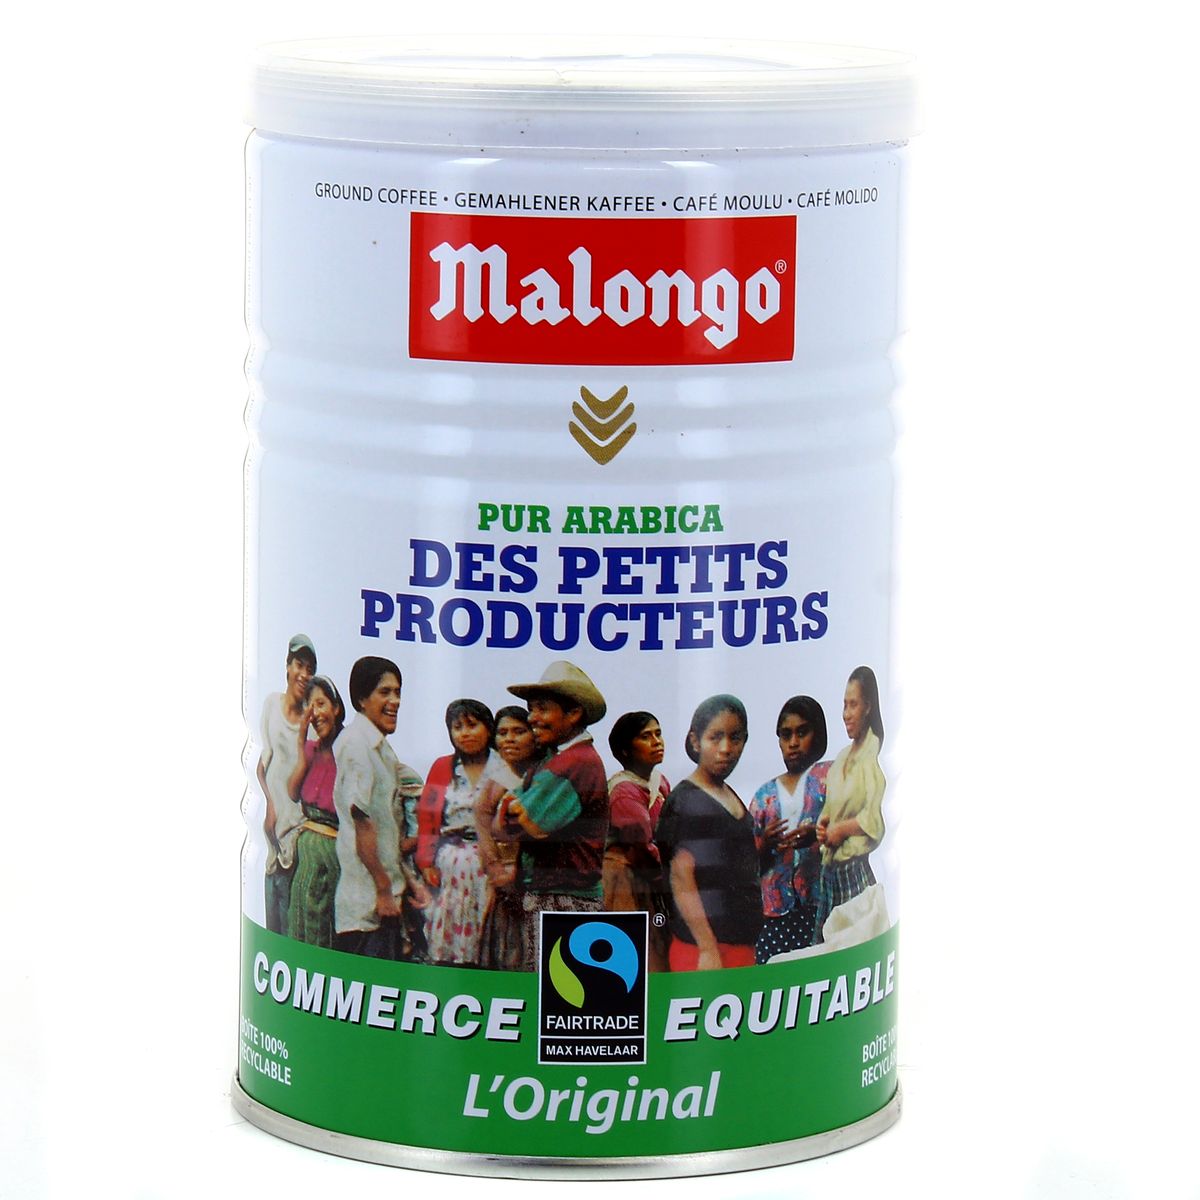 GROUND COFFEE • GEMAHLENER KAFFEE • CAFÉ MOULU • CAFÉ MOLIDO
Malongo®
PUR ARABICA
DES PETITS
PRODUCTEURS
®
COMMERCE EQUITABLE
FAIRTRADE
MAX HAVELAAR
BOÎTE 100%
RECYCLABLE
BOÎTE
L'Original